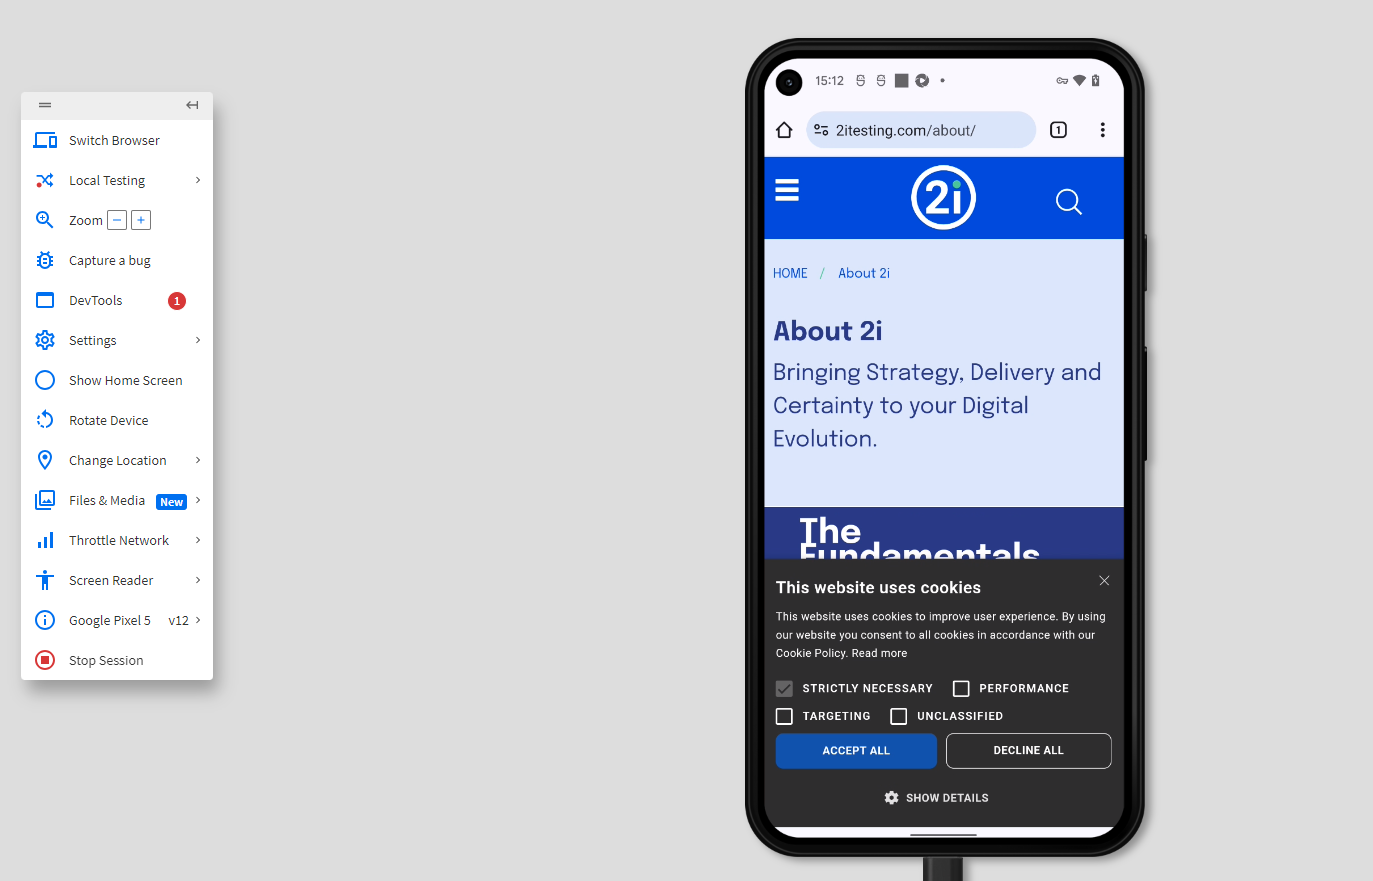 Switch Browser
Local Testing
Zoom
Capture a bug
DevTools 1
Settings
Show Home Screen
Rotate Device
Change Location
Files & Media New
Throttle Network
Screen Reader
Google Pixel 5 v12
Stop Session
15:12
2itesting.com/about/ 1
2i
HOME / About 2i
About 2i
Bringing Strategy, Delivery and
Certainty to your Digital
Evolution.
The
Fundamentals
This website uses cookies
This website uses cookies to improve user experience. By using
our website you consent to all cookies in accordance with our
Cookie Policy. Read more
STRICTLY NECESSARY PERFORMANCE
TARGETING UNCLASSIFIED
ACCEPT ALL DECLINE ALL
SHOW DETAILS